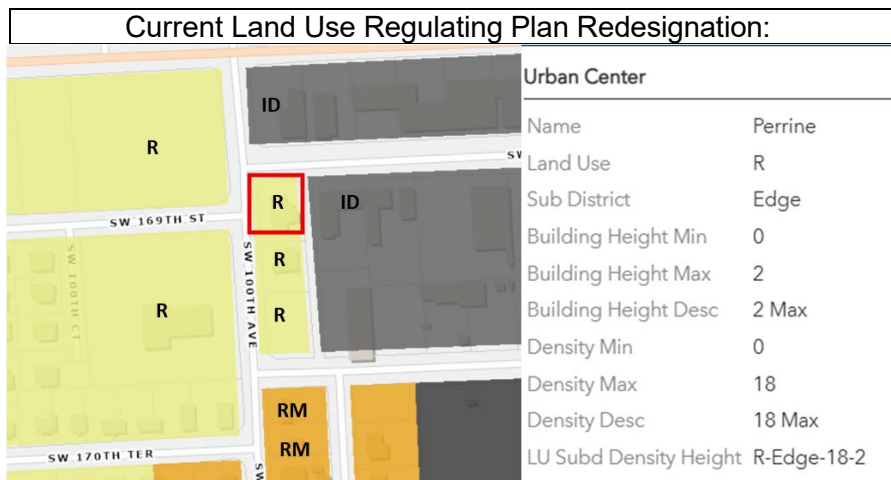 Current Land Use Regulating Plan Redesignation:
ID
R
SW
R
ID
SW 169TH ST
R
R
R
SW 100TH CT
SW 100TH AVE
RM
RM
SW 170TH TER
SW
Urban Center
Name Perrine
Land Use R
Sub District Edge
Building Height Min 0
Building Height Max 2
Building Height Desc 2 Max
Density Min 0
Density Max 18
Density Desc 18 Max
LU Subd Density Height R-Edge-18-2